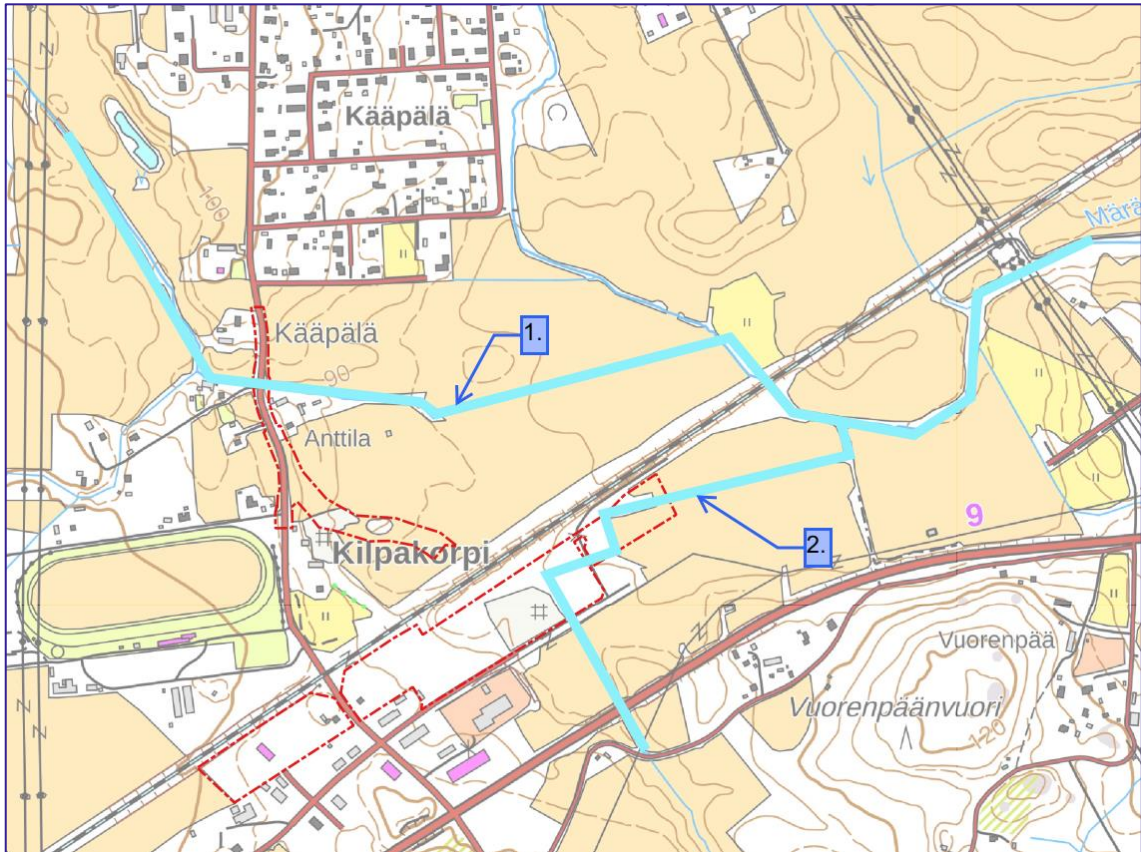 Kääpälä
100
Märä
1.
Kääpälä
90
Anttila
9
Kilpakorpi
2.
Vuorenpää
Vuorenpäänvuori
120